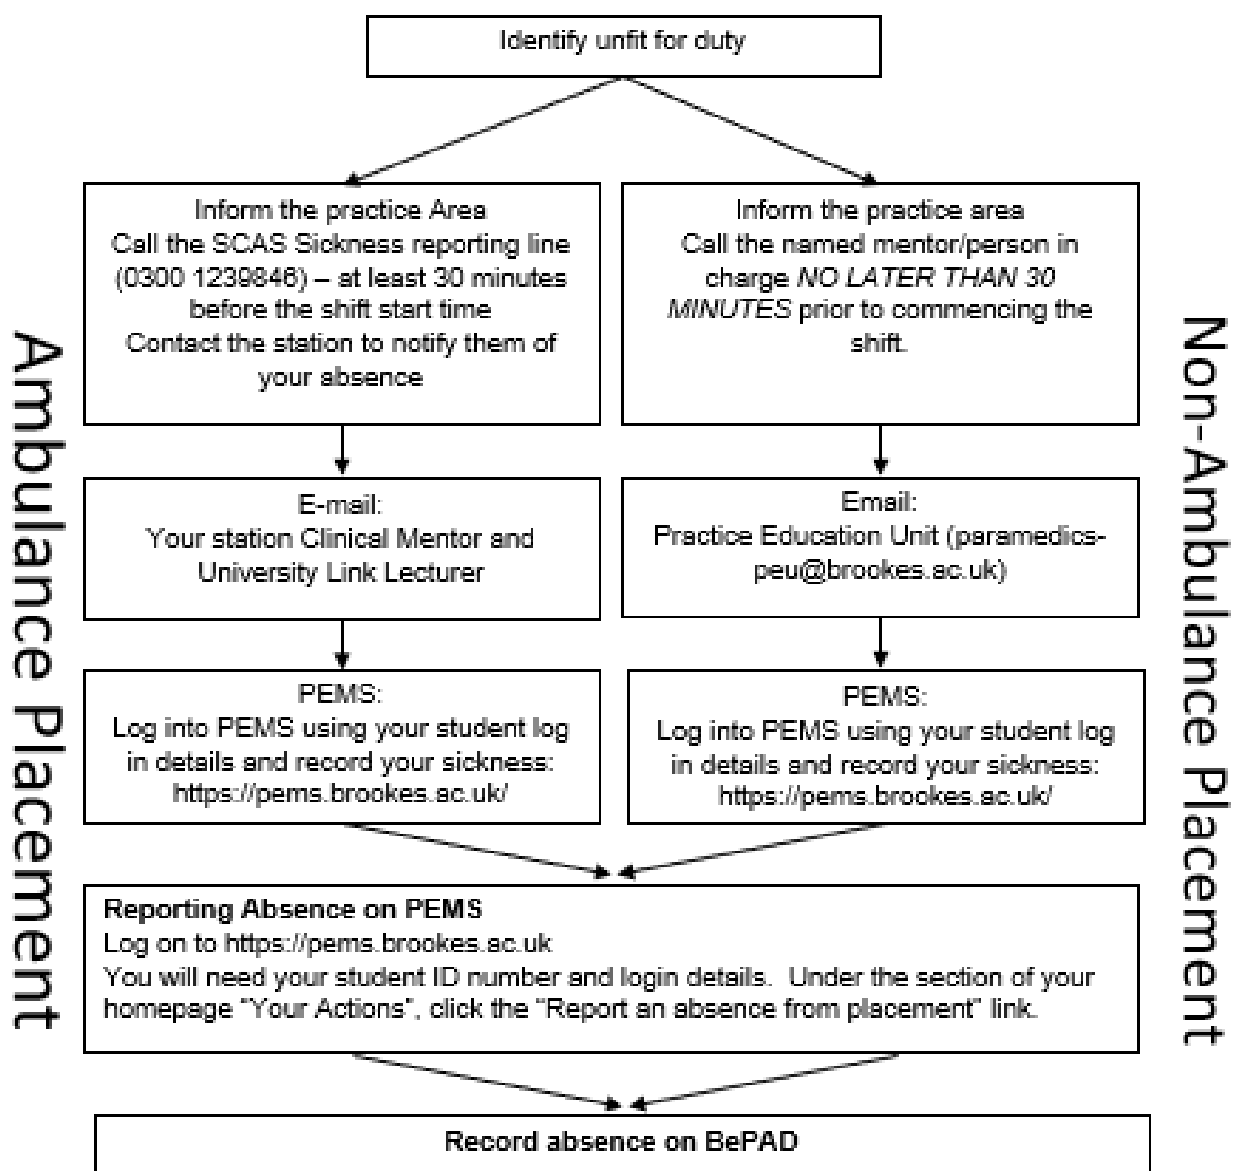 Identify unfit for duty
Inform the practice Area
Call the SCAS Sickness reporting line
(0300 1239846) – at least 30 minutes
before the shift start time
Contact the station to notify them of
your absence
Inform the practice area
Call the named mentor/person in
charge NO LATER THAN 30
MINUTES prior to commencing the
shift.
E-mail:
Your station Clinical Mentor and
University Link Lecturer
Email:
Practice Education Unit (paramedics-
peu@brookes.ac.uk)
PEMS:
Log into PEMS using your student log
in details and record your sickness:
https://pems.brookes.ac.uk/
PEMS:
Log into PEMS using your student log
in details and record your sickness:
https://pems.brookes.ac.uk/
Reporting Absence on PEMS
Log on to https://pems.brookes.ac.uk
You will need your student ID number and login details.  Under the section of your
homepage "Your Actions", click the "Report an absence from placement" link.
Record absence on BePAD
Ambulance Placement
Non-Ambulance Placement